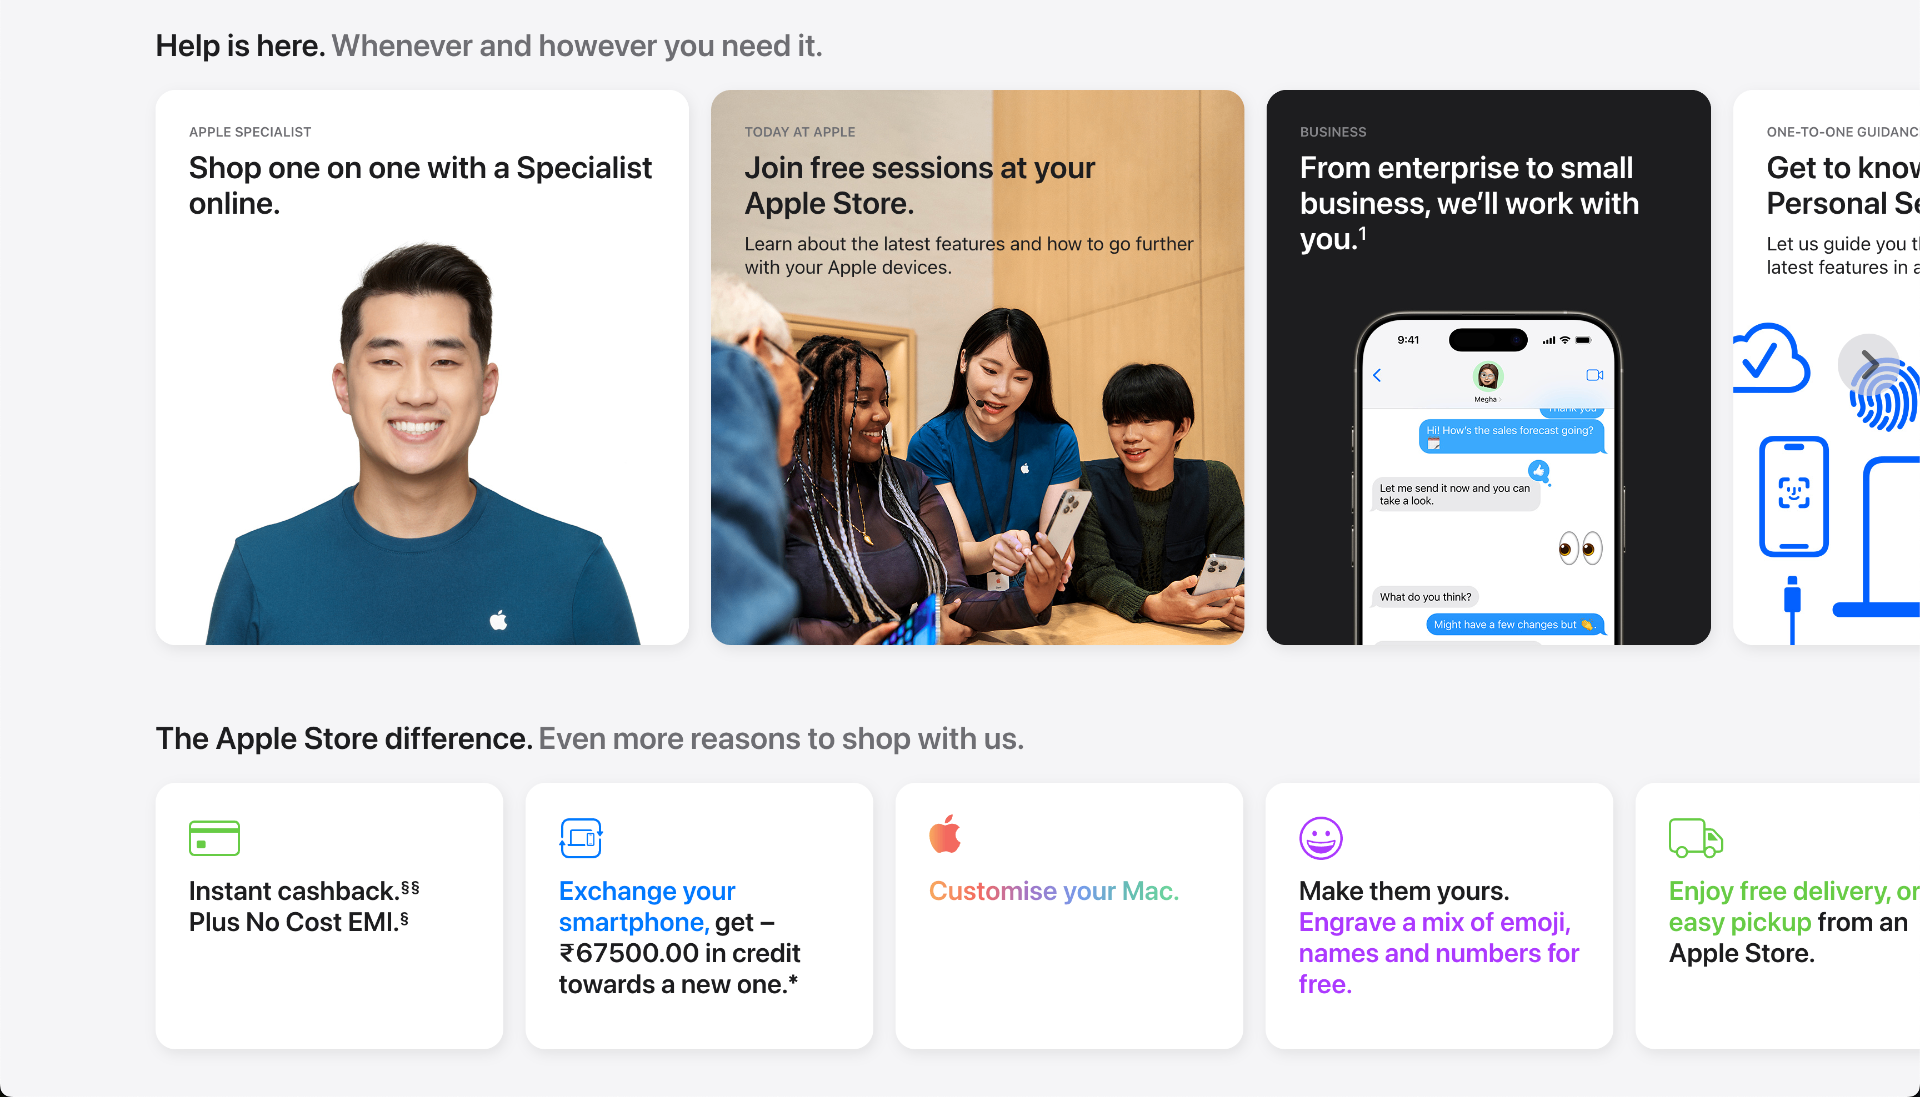 Help is here. Whenever and however you need it.
APPLE SPECIALIST
Shop one on one with a Specialist
online.
TODAY AT APPLE
Join free sessions at your
Apple Store.
Learn about the latest features and how to go further
with your Apple devices.
BUSINESS
From enterprise to small
business, we’ll work with
you.¹
9:41
Megha
Thank you
Hi! How's the sales forecast going?
Let me send it now and you can
take a look.
What do you think?
Might have a few changes but
ONE-TO-ONE GUIDANC
Get to know
Personal Se
Let us guide you t
latest features in a
The Apple Store difference. Even more reasons to shop with us.
Instant cashback.§§
Plus No Cost EMI.§
Exchange your
smartphone, get –
₹67500.00 in credit
towards a new one.*
Customise your Mac.
Make them yours.
Engrave a mix of emoji,
names and numbers for
free.
Enjoy free delivery, or
easy pickup from an
Apple Store.